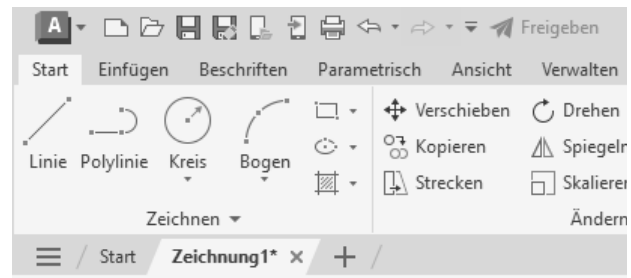 A Freigeben
Start Einfügen Beschriften Parametrisch Ansicht Verwalten
Verschieben Drehen
Kopieren Spiegeln
Linie Polylinie Kreis Bogen
Strecken Skalieren
Zeichnen Ändern
Start Zeichnung1*